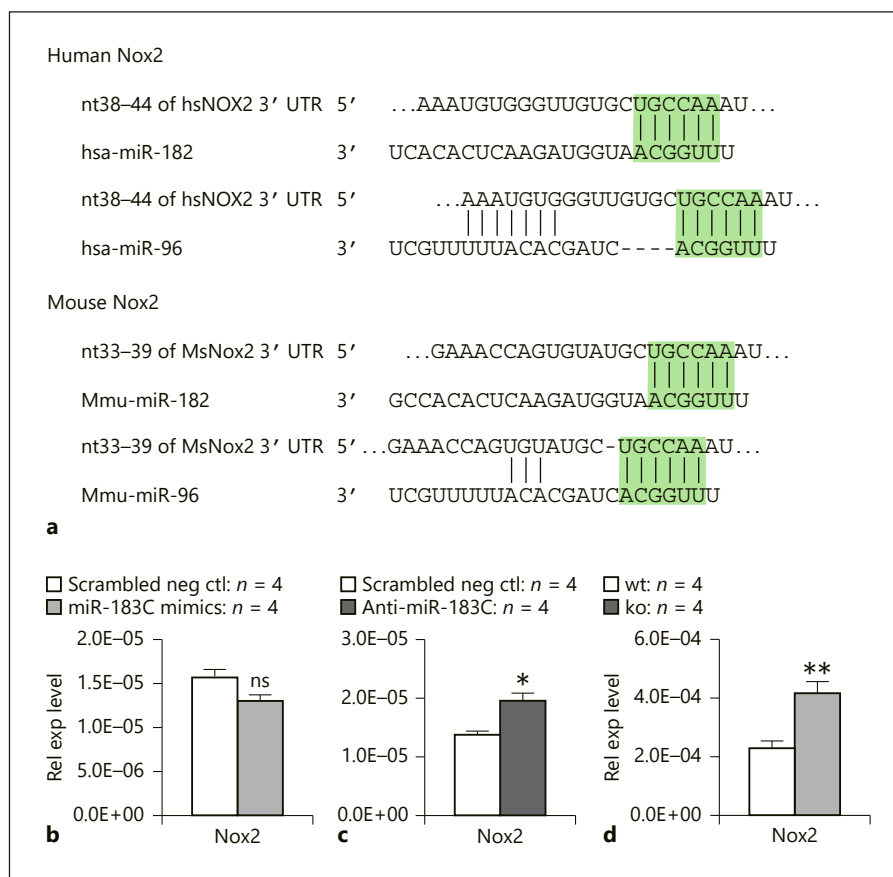 Human Nox2
nt38–44 of hsNOX2 3′ UTR 5′ ...AAAUGUGGGUUGUGCUGCCAAAU...
hsa-miR-182 3′ UCACACUCAAGAUGGUAACGGUUU
nt38–44 of hsNOX2 3′ UTR 5′ ...AAAUGUGGGUUGUGCUGCCAAAU...
hsa-miR-96 3′ UCGUUUUUACACGAUC----ACGGUUU
Mouse Nox2
nt33–39 of MsNox2 3′ UTR 5′ ...GAAACCAGUGUAUGCUGCCAAAU...
Mmu-miR-182 3′ GCCACACUCAAGAUGGUAACGGUUU
nt33–39 of MsNox2 3′ UTR 5′ ...GAAACCAGUGUAUGC-UGCCAAAU...
Mmu-miR-96 3′ UCGUUUUUACACGAUCACGGUUU
a
Scrambled neg ctl: n = 4
miR-183C mimics: n = 4
2.0E–05
1.5E–05
1.0E–05
5.0E–06
0.0E+00
Rel exp level
ns
Nox2
b
Scrambled neg ctl: n = 4
Anti-miR-183C: n = 4
3.0E–05
2.0E–05
1.0E–05
0.0E+00
Rel exp level
*
Nox2
c
wt: n = 4
ko: n = 4
6.0E–04
4.0E–04
2.0E–04
0.0E+00
Rel exp level
**
Nox2
d